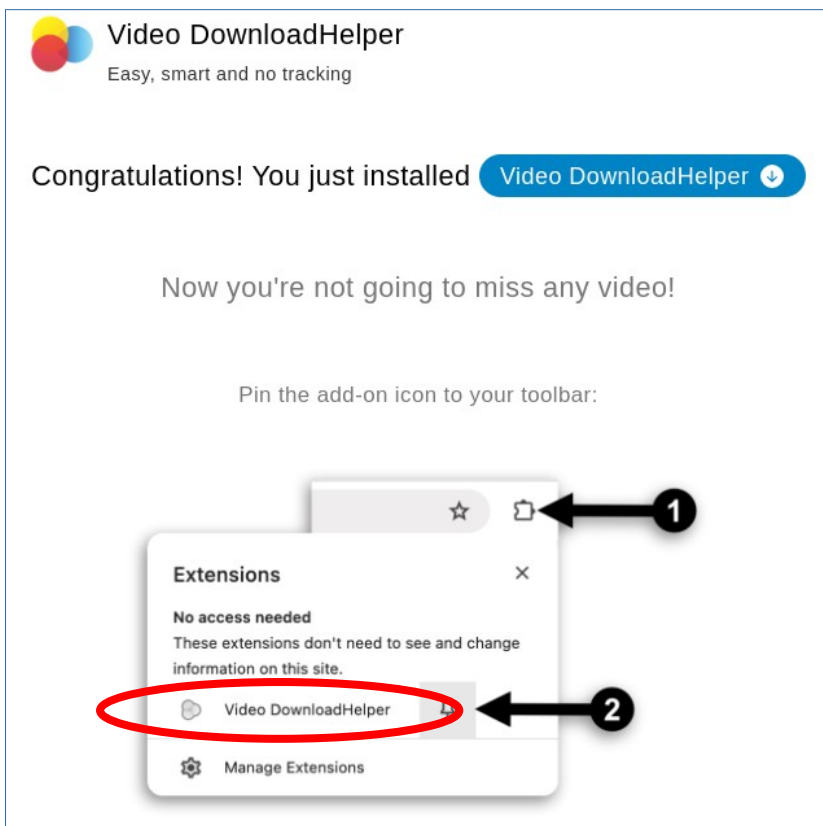 Video DownloadHelper
Easy, smart and no tracking
Congratulations! You just installed Video DownloadHelper
Now you're not going to miss any video!
Pin the add-on icon to your toolbar:
1
Extensions
No access needed
These extensions don't need to see and change
information on this site.
Video DownloadHelper
2
Manage Extensions